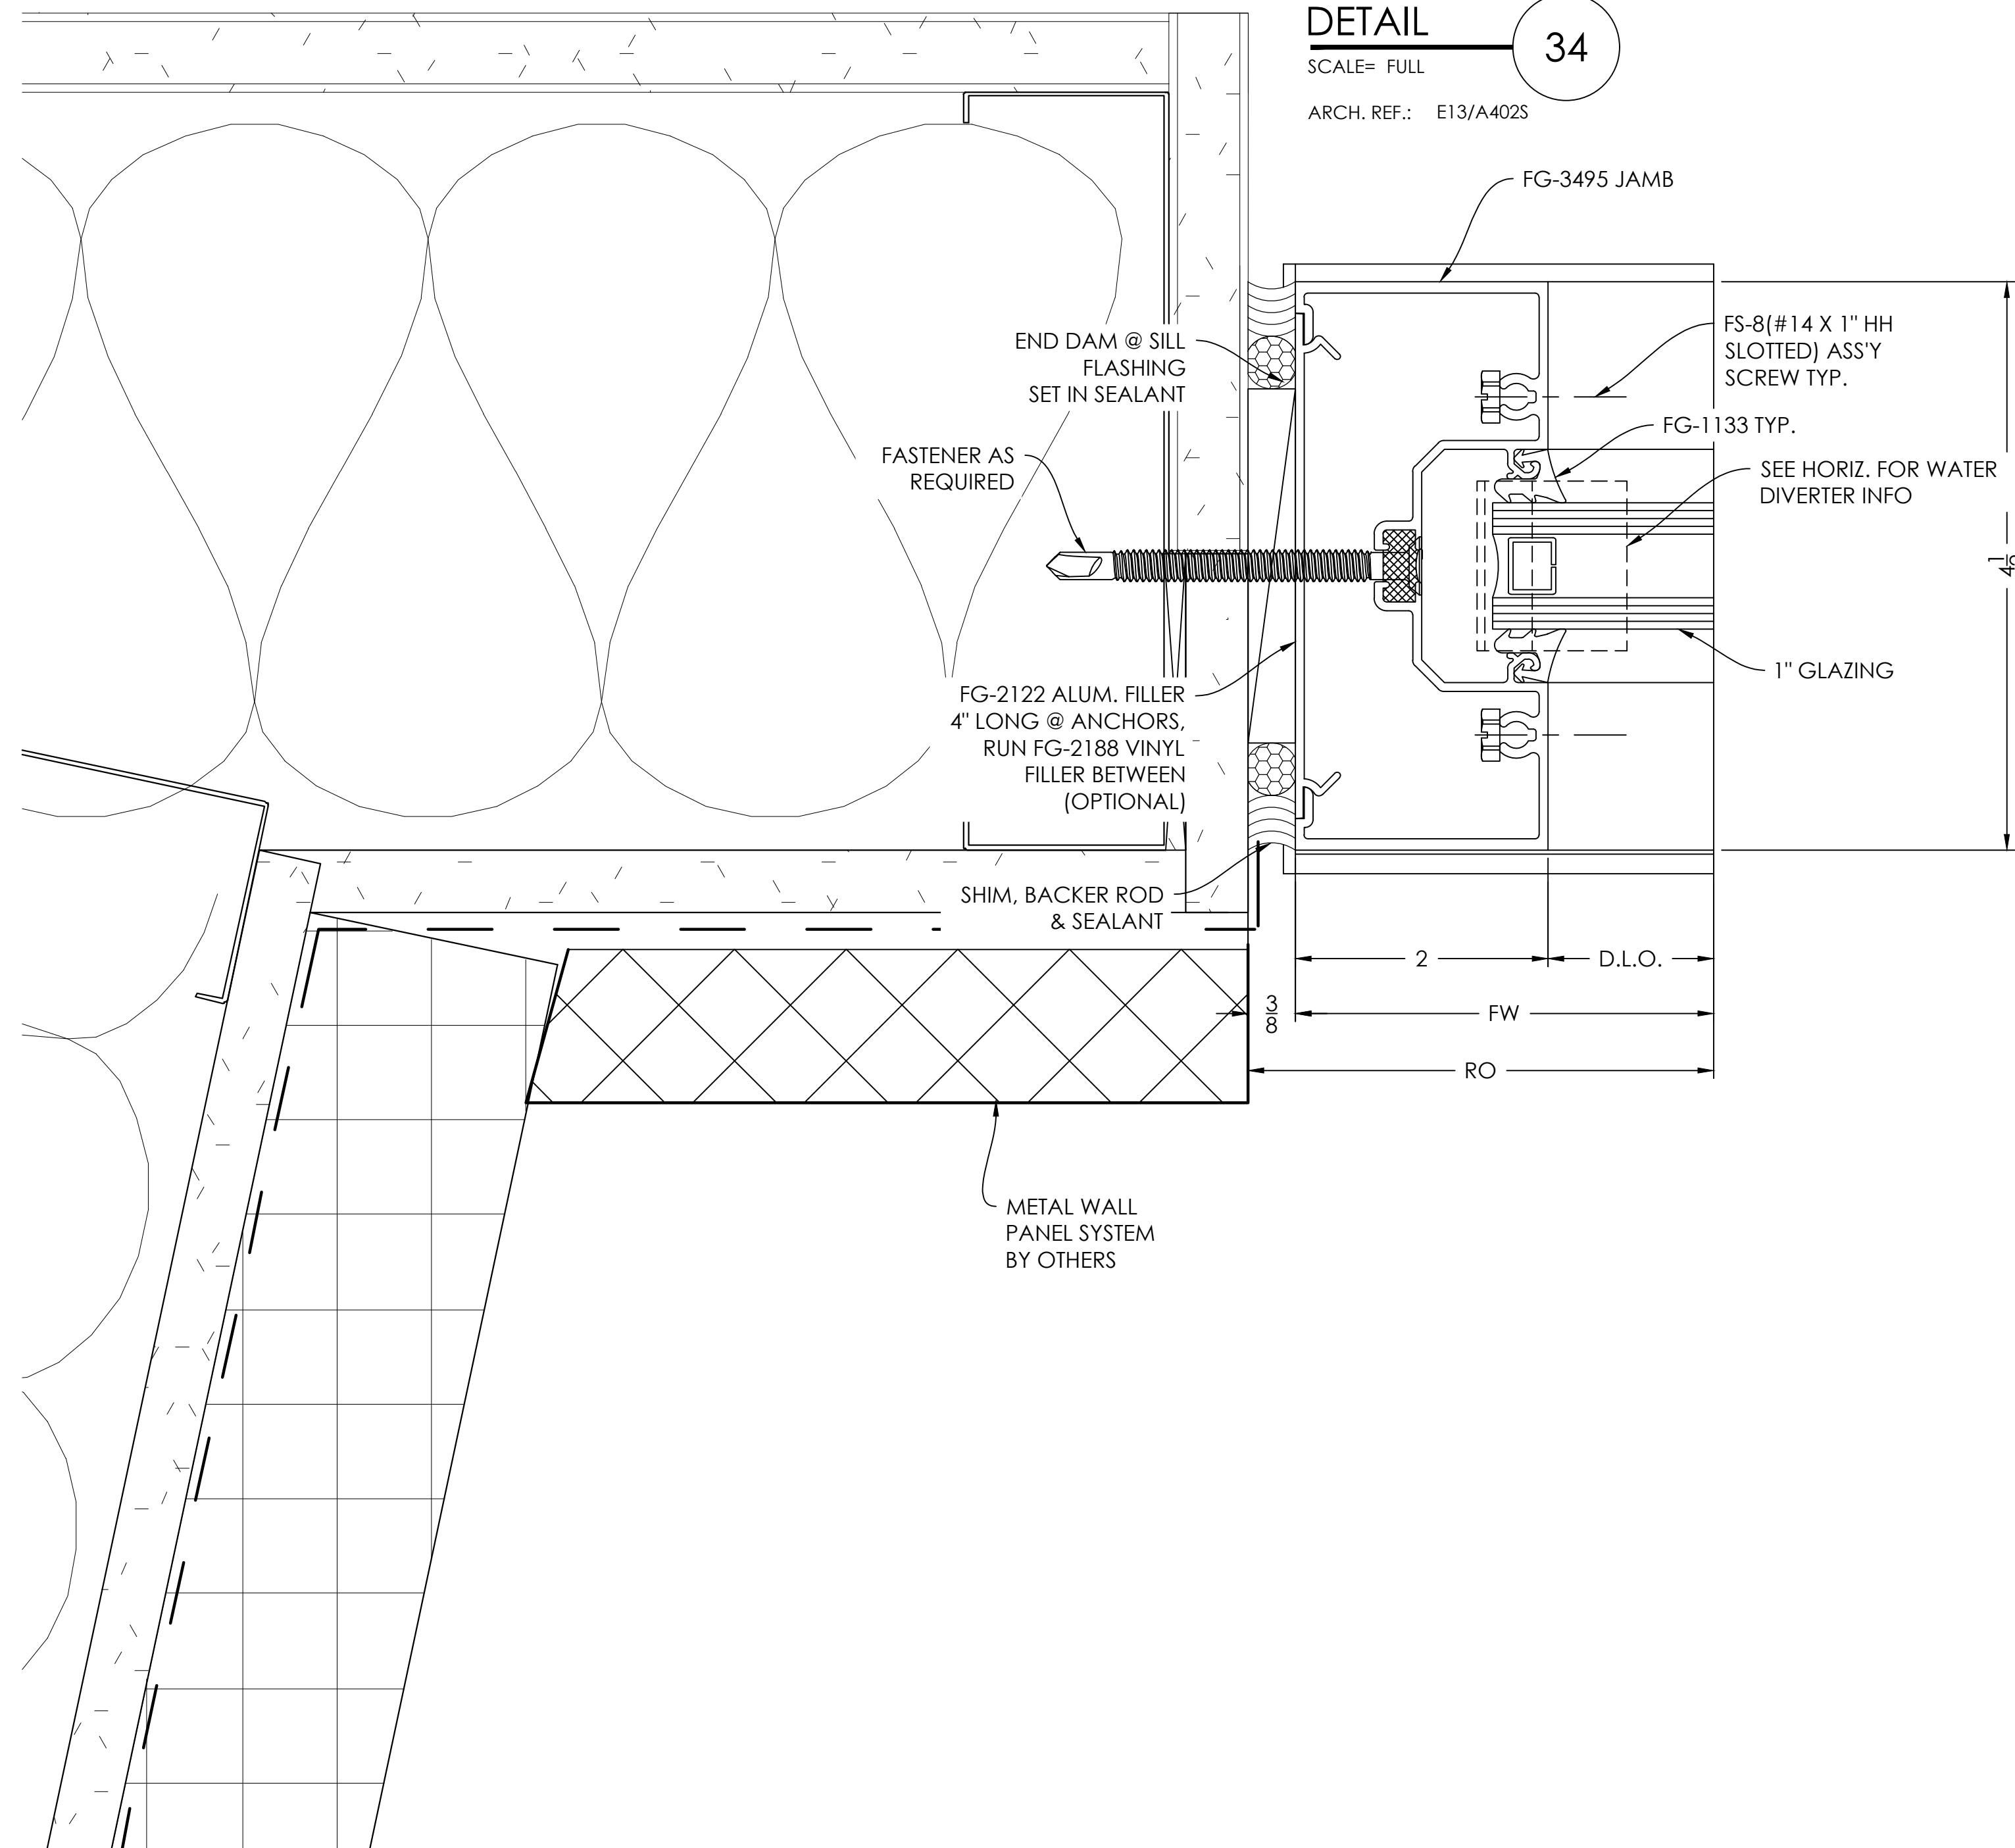 DETAIL
34
SCALE= FULL
ARCH. REF.: E13/A402S
FG-3495 JAMB
FS-8(#14 X 1" HH
SLOTTED) ASS'Y
SCREW TYP.
END DAM @ SILL
FLASHING
SET IN SEALANT
FG-1133 TYP.
FASTENER AS
REQUIRED
SEE HORIZ. FOR WATER
DIVERTER INFO
1" GLAZING
FG-2122 ALUM. FILLER
4" LONG @ ANCHORS,
RUN FG-2188 VINYL
FILLER BETWEEN
(OPTIONAL)
SHIM, BACKER ROD
& SEALANT
2
D.L.O.
3/8
FW
RO
METAL WALL
PANEL SYSTEM
BY OTHERS